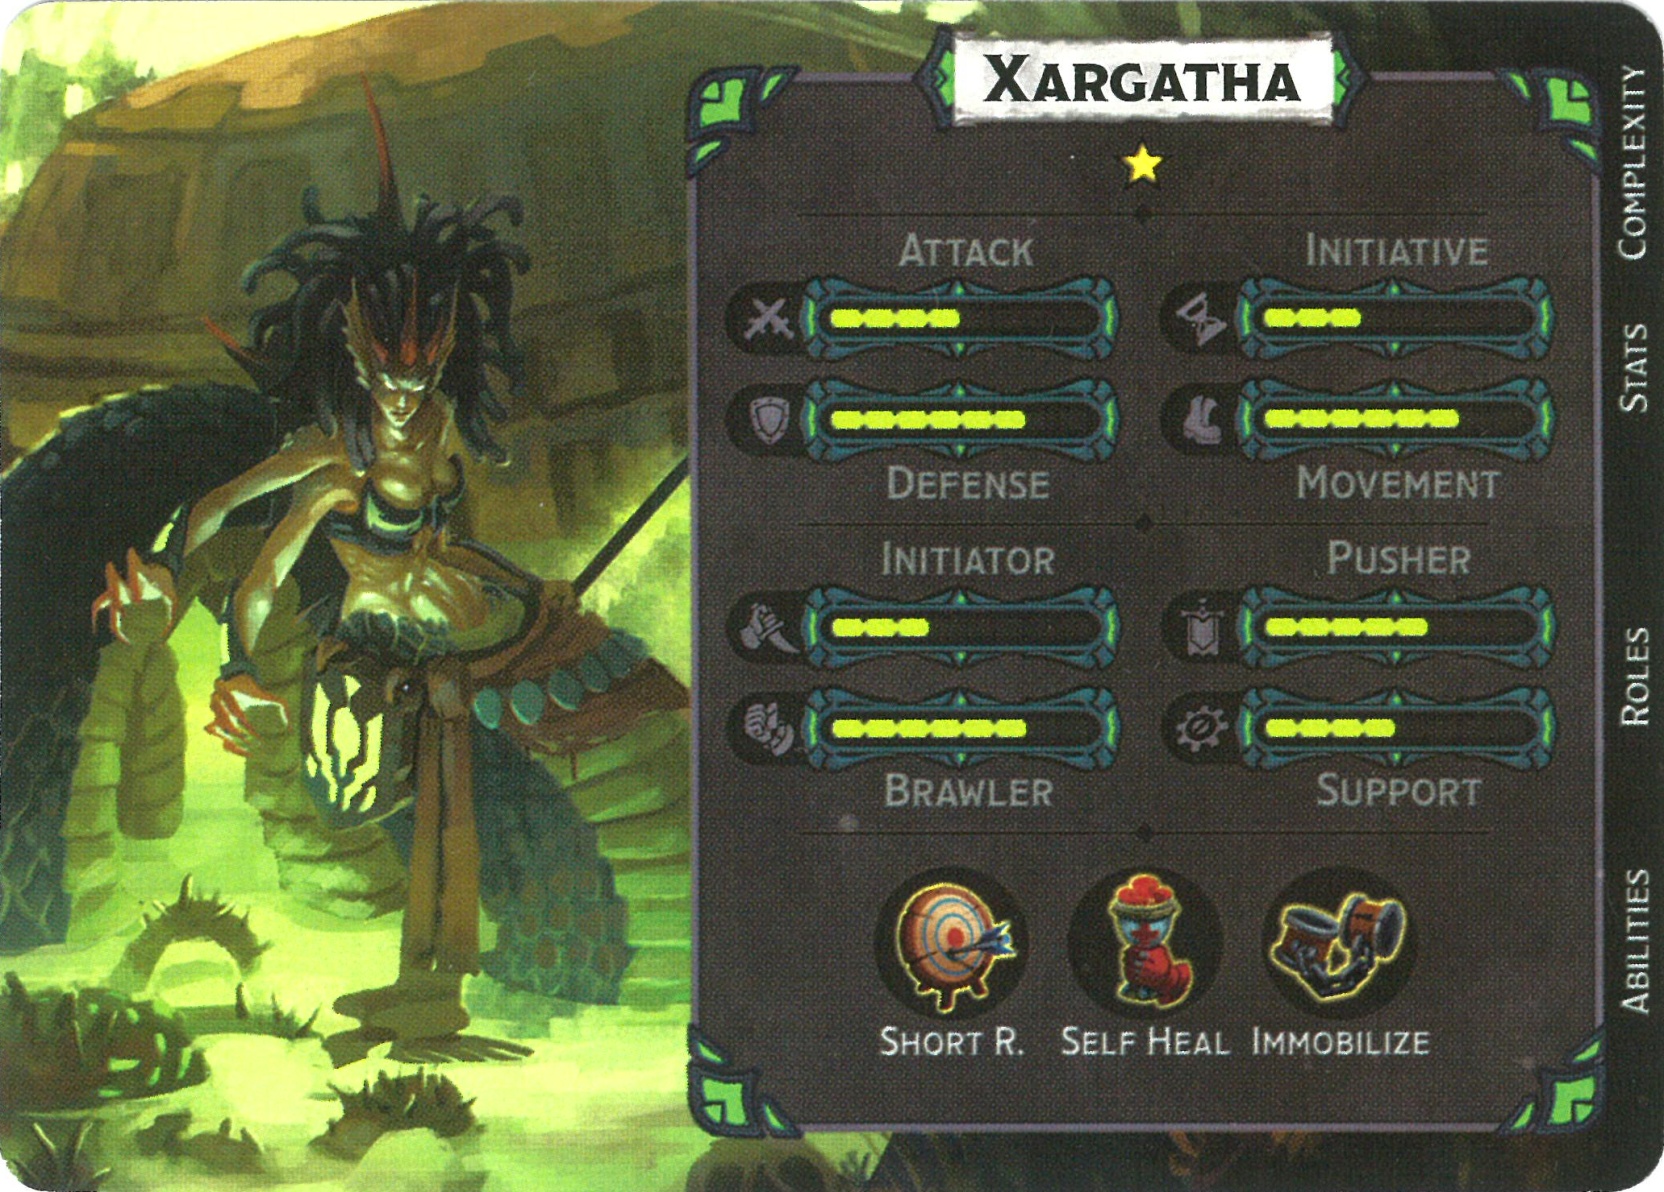 XARGATHA
ATTACK
INITIATIVE
DEFENSE
MOVEMENT
INITIATOR
PUSHER
BRAWLER
SUPPORT
SHORT R.
SELF HEAL
IMMOBILIZE
COMPLEXITY
STATS
ROLES
ABILITIES